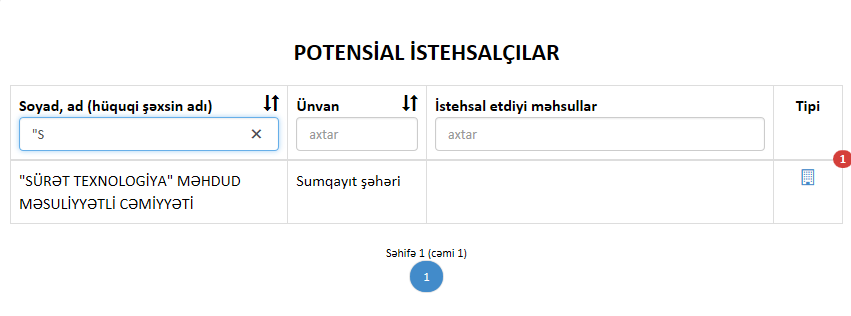 POTENSİAL İSTEHSALÇILAR
Soyad, ad (hüquqi şəxsin adı)
Ünvan
İstehsal etdiyi məhsullar
Tipi
"S
axtar
axtar
1
"SÜRƏT TEXNOLOGİYA" MƏHDUD
MƏSULİYYƏTLİ CƏMİYYƏTİ
Sumqayıt şəhəri
Səhifə 1 (cəmi 1)
1